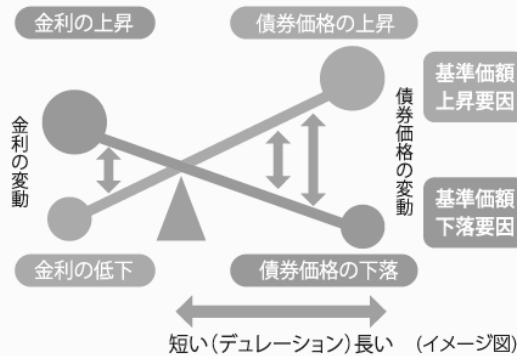 金利の上昇
債券価格の上昇
基準価額
上昇要因
金利の変動
債券価格の変動
基準価額
下落要因
金利の低下
債券価格の下落
短い（デュレーション）長い （イメージ図）